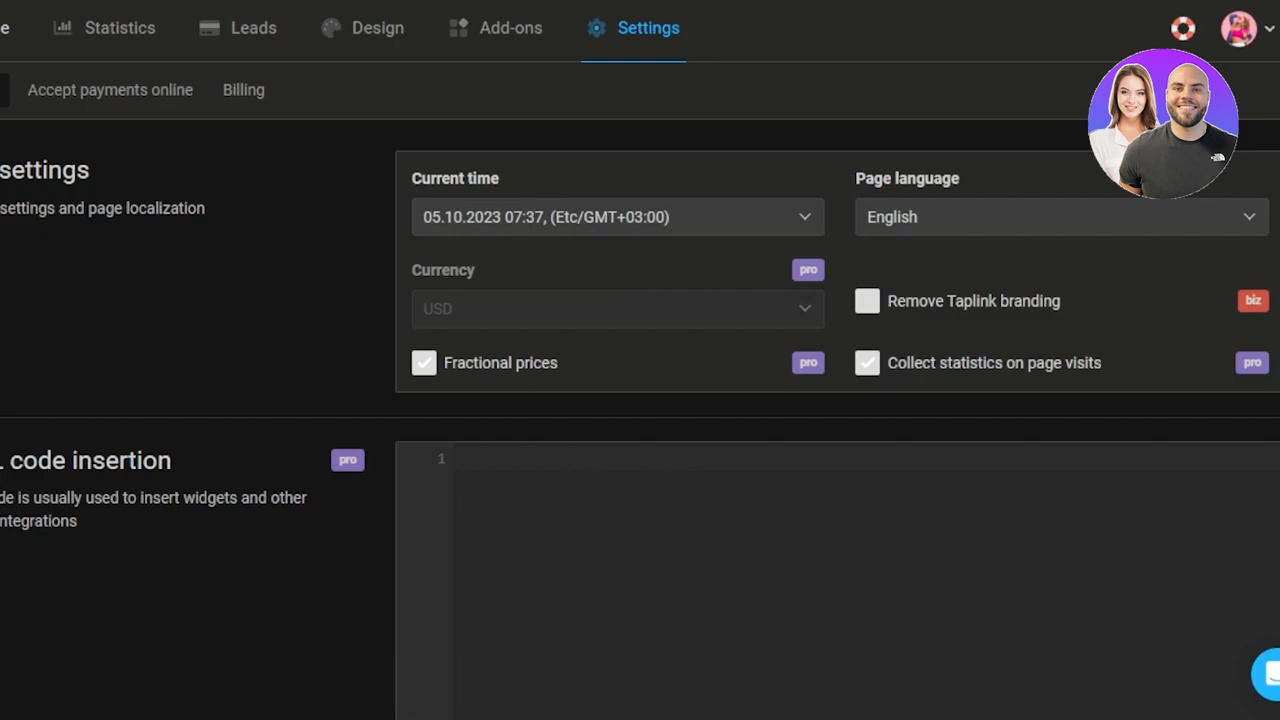 e Statistics Leads Design Add-ons Settings
Accept payments online Billing
settings
settings and page localization
Current time
05.10.2023 07:37, (Etc/GMT+03:00)
Page language
English
Currency pro
USD
Remove Taplink branding biz
Fractional prices pro
Collect statistics on page visits pro
code insertion pro
de is usually used to insert widgets and other
ntegrations
1